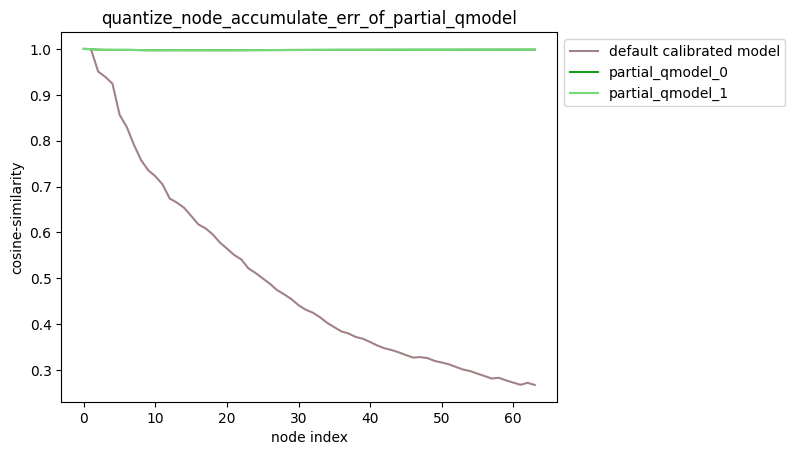 quantize_node_accumulate_err_of_partial_qmodel
1.0
0.9
0.8
0.7
0.6
0.5
0.4
0.3
cosine-similarity
0 10 20 30 40 50 60
node index
default calibrated model
partial_qmodel_0
partial_qmodel_1